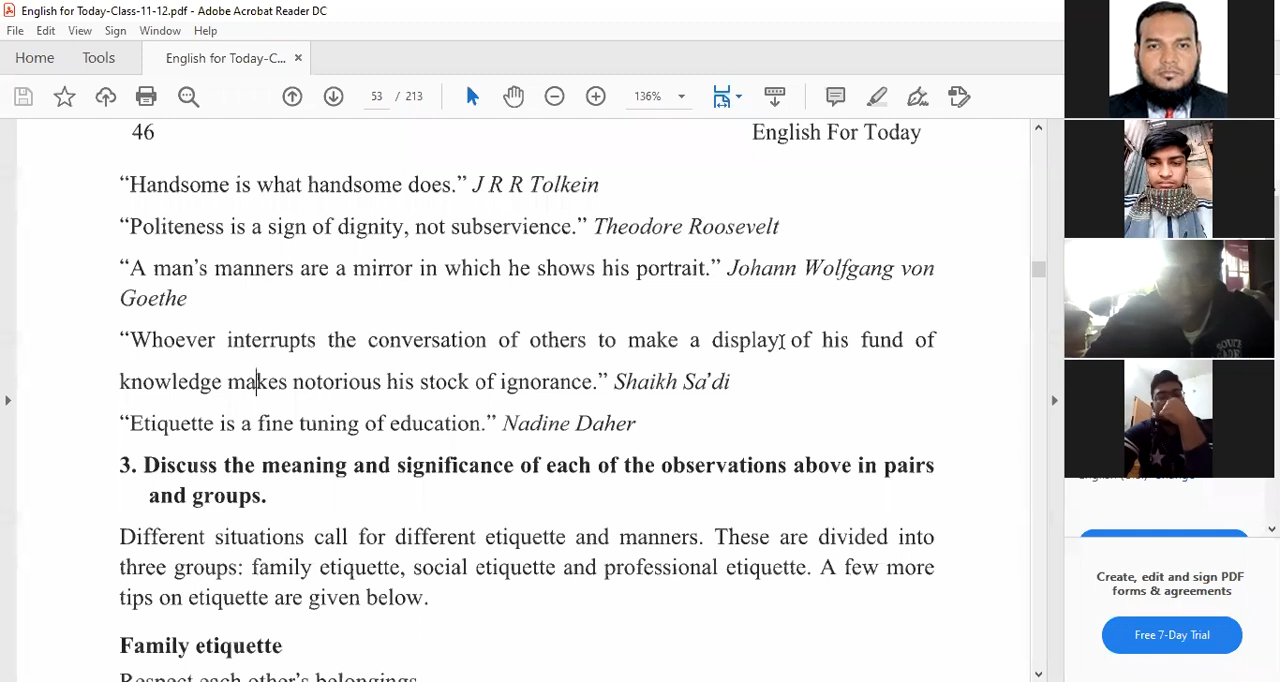 English for Today-Class-11-12.pdf - Adobe Acrobat Reader DC
File Edit View Sign Window Help
Home Tools English for Today-C... ×
53 / 213 136%
46 English For Today
“Handsome is what handsome does.” J R R Tolkein
“Politeness is a sign of dignity, not subservience.” Theodore Roosevelt
“A man’s manners are a mirror in which he shows his portrait.” Johann Wolfgang von
Goethe
“Whoever interrupts the conversation of others to make a display of his fund of
knowledge makes notorious his stock of ignorance.” Shaikh Sa’di
“Etiquette is a fine tuning of education.” Nadine Daher
3. Discuss the meaning and significance of each of the observations above in pairs
and groups.
Different situations call for different etiquette and manners. These are divided into
three groups: family etiquette, social etiquette and professional etiquette. A few more
tips on etiquette are given below.
Family etiquette
Respect each other’s belongings
Create, edit and sign PDF
forms & agreements
Free 7-Day Trial